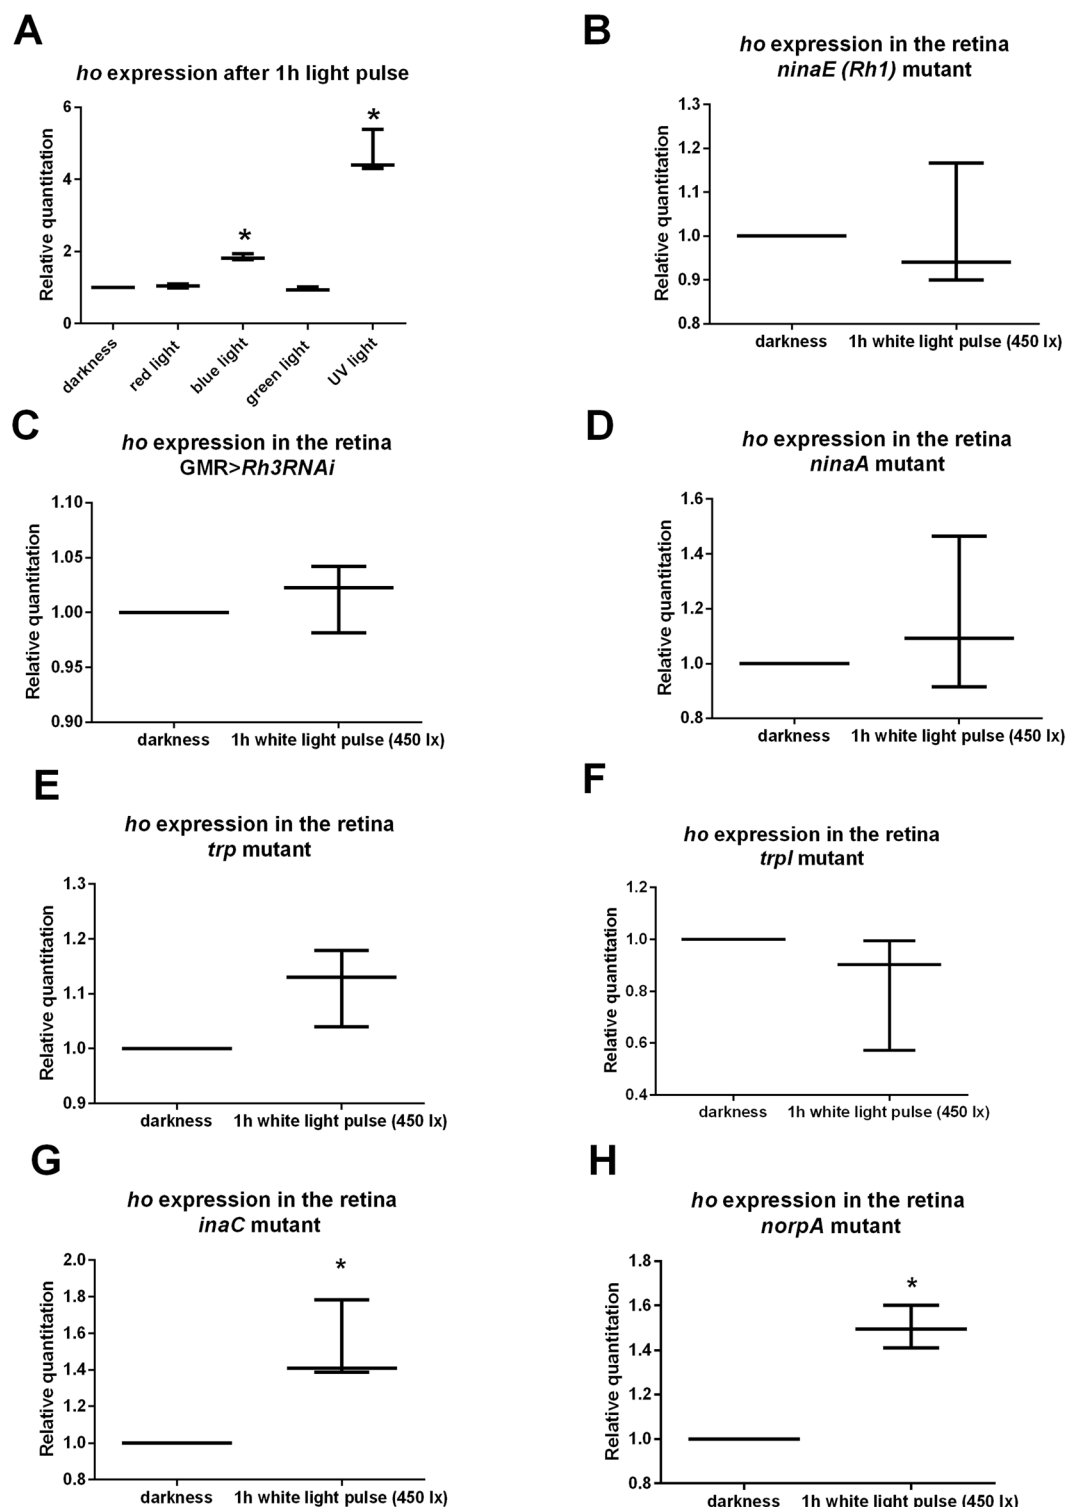 A
ho expression after 1h light pulse
Relative quantitation
6
4
2
0
*
*
darkness
red light
blue light
green light
UV light
B
ho expression in the retina
ninaE (Rh1) mutant
Relative quantitation
1.3
1.2
1.1
1.0
0.9
0.8
darkness
1h white light pulse (450 lx)
C
ho expression in the retina
GMR>Rh3RNAi
Relative quantitation
1.10
1.05
1.00
0.95
0.90
darkness
1h white light pulse (450 lx)
D
ho expression in the retina
ninaA mutant
Relative quantitation
1.6
1.4
1.2
1.0
0.8
darkness
1h white light pulse (450 lx)
E
ho expression in the retina
trp mutant
Relative quantitation
1.3
1.2
1.1
1.0
0.9
darkness
1h white light pulse (450 lx)
F
ho expression in the retina
trpl mutant
Relative quantitation
1.2
1.0
0.8
0.6
0.4
darkness
1h white light pulse (450 lx)
G
ho expression in the retina
inaC mutant
Relative quantitation
2.0
1.8
1.6
1.4
1.2
1.0
0.8
*
darkness
1h white light pulse (450 lx)
H
ho expression in the retina
norpA mutant
Relative quantitation
1.8
1.6
1.4
1.2
1.0
0.8
*
darkness
1h white light pulse (450 lx)